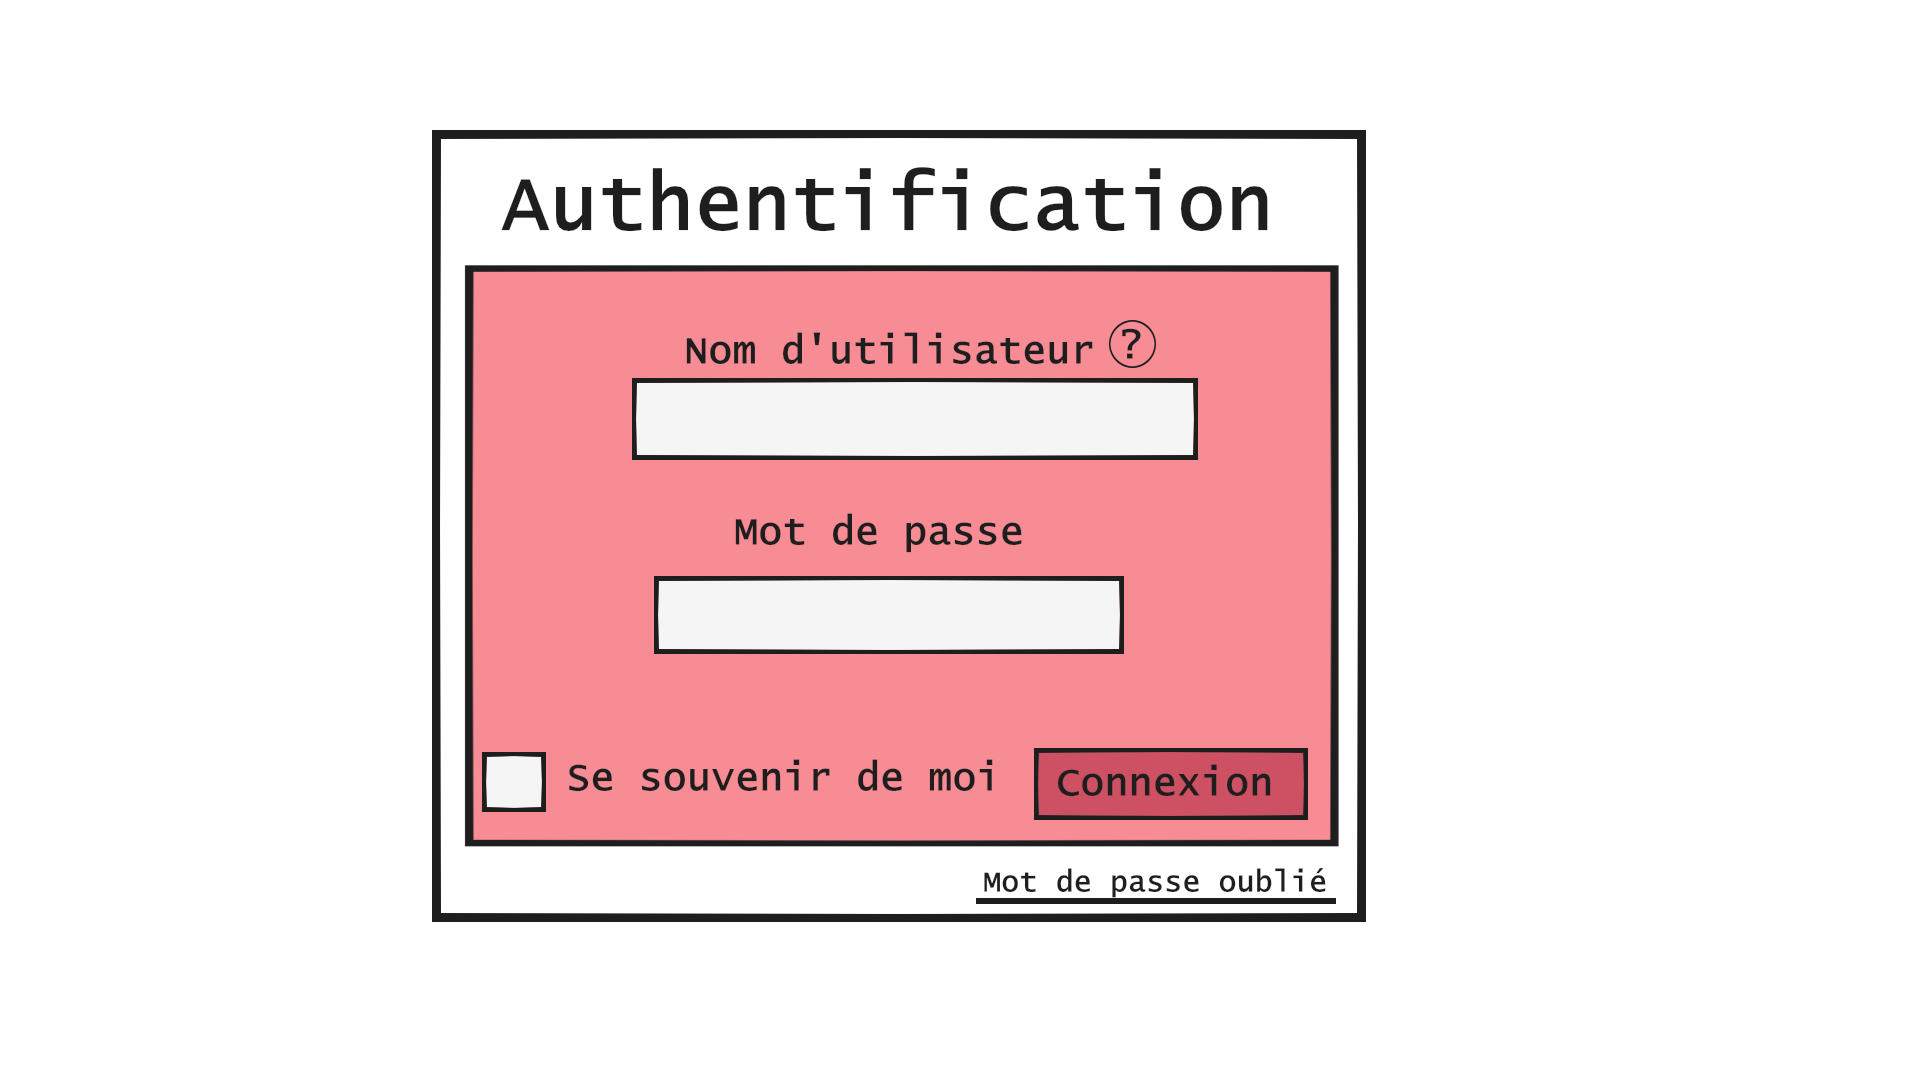 Authentification
Nom d'utilisateur ?
Mot de passe
Se souvenir de moi
Connexion
Mot de passe oublié